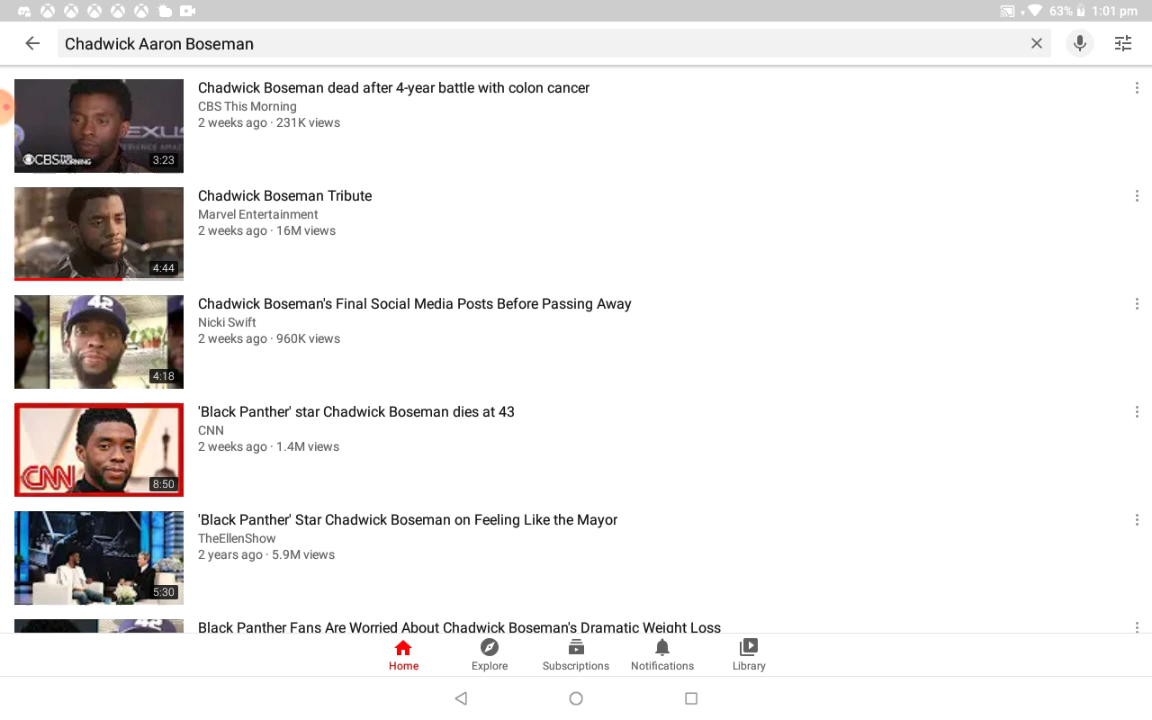 63% 1:01 pm
Chadwick Aaron Boseman
Chadwick Boseman dead after 4-year battle with colon cancer
CBS This Morning
2 weeks ago · 231K views
EXUS
CBS THIS MORNING
3:23
Chadwick Boseman Tribute
Marvel Entertainment
2 weeks ago · 16M views
4:44
Chadwick Boseman's Final Social Media Posts Before Passing Away
Nicki Swift
2 weeks ago · 960K views
42
4:18
'Black Panther' star Chadwick Boseman dies at 43
CNN
2 weeks ago · 1.4M views
CNN
8:50
'Black Panther' Star Chadwick Boseman on Feeling Like the Mayor
TheEllenShow
2 years ago · 5.9M views
5:30
Black Panther Fans Are Worried About Chadwick Boseman's Dramatic Weight Loss
Home Explore Subscriptions Notifications Library